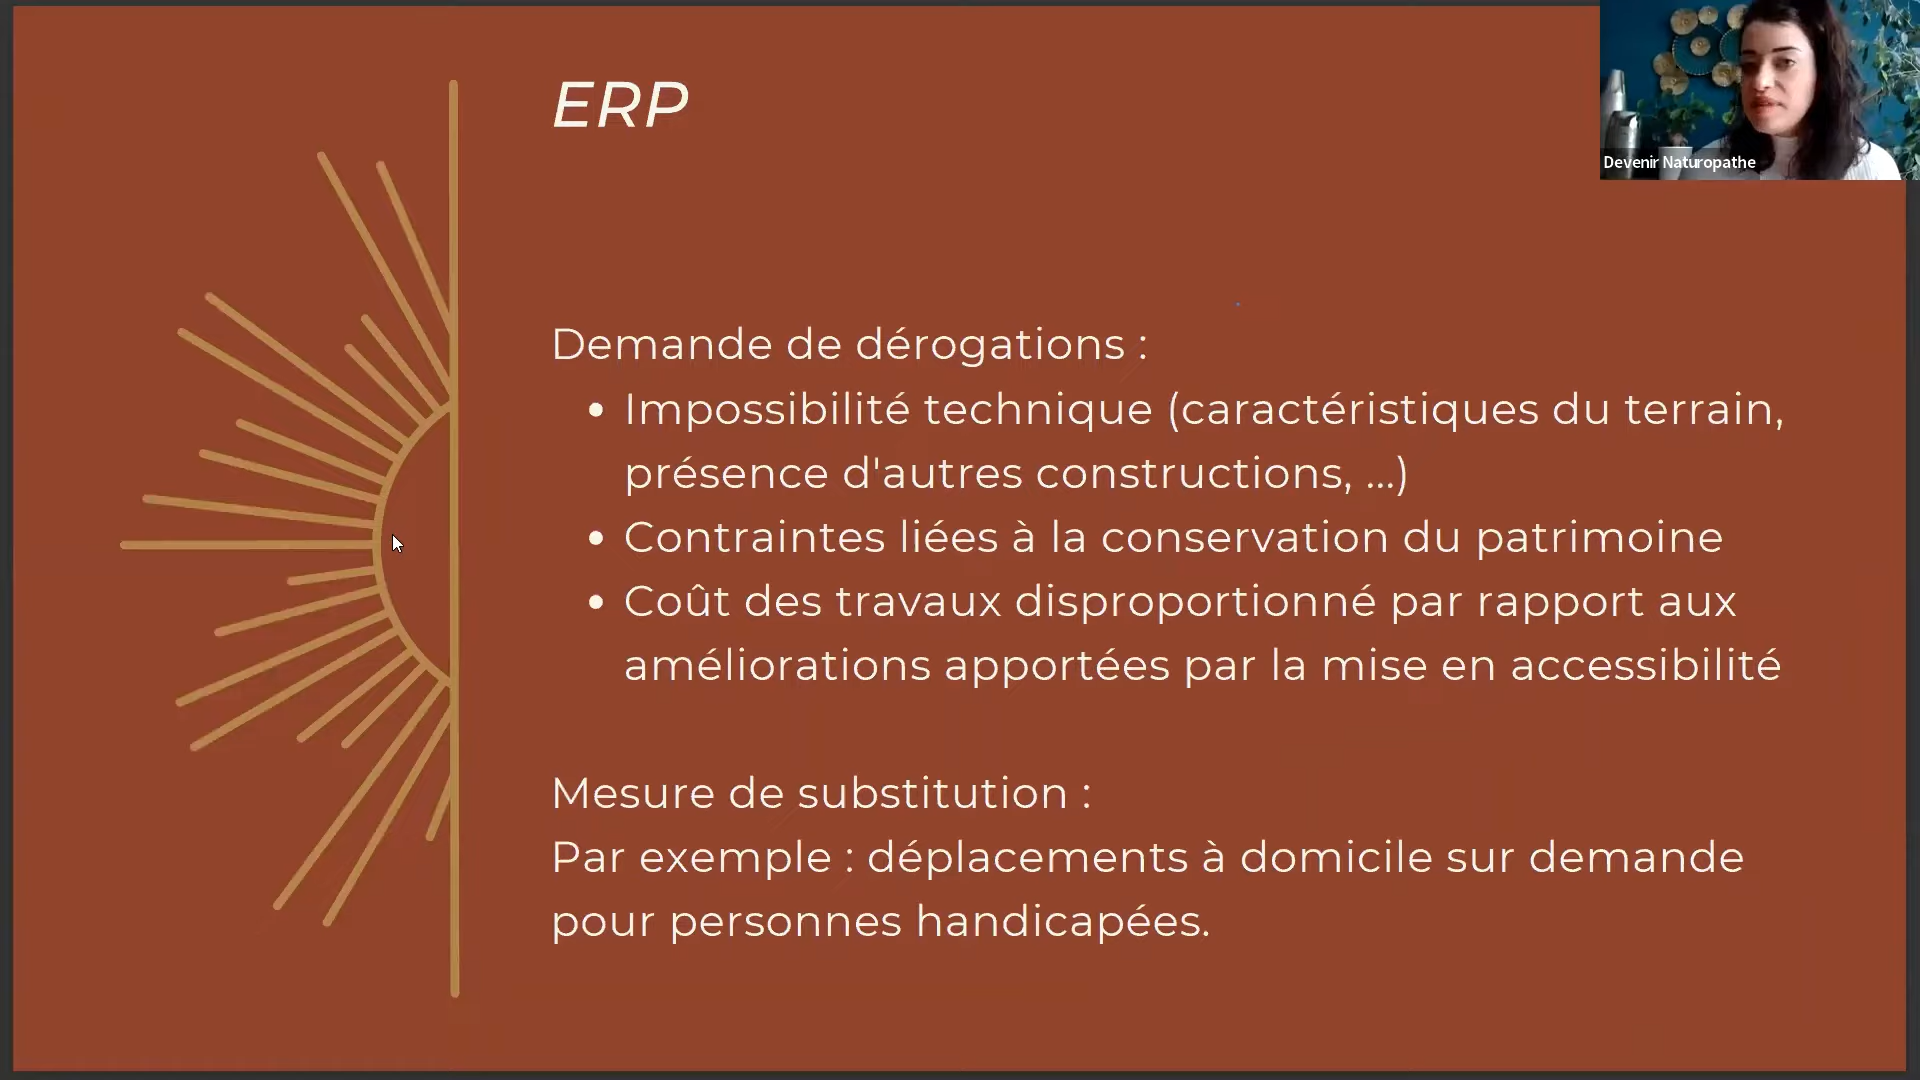 ERP
Devenir Naturopathe
Demande de dérogations :
• Impossibilité technique (caractéristiques du terrain,
présence d'autres constructions, ...)
• Contraintes liées à la conservation du patrimoine
• Coût des travaux disproportionné par rapport aux
améliorations apportées par la mise en accessibilité
Mesure de substitution :
Par exemple : déplacements à domicile sur demande
pour personnes handicapées.